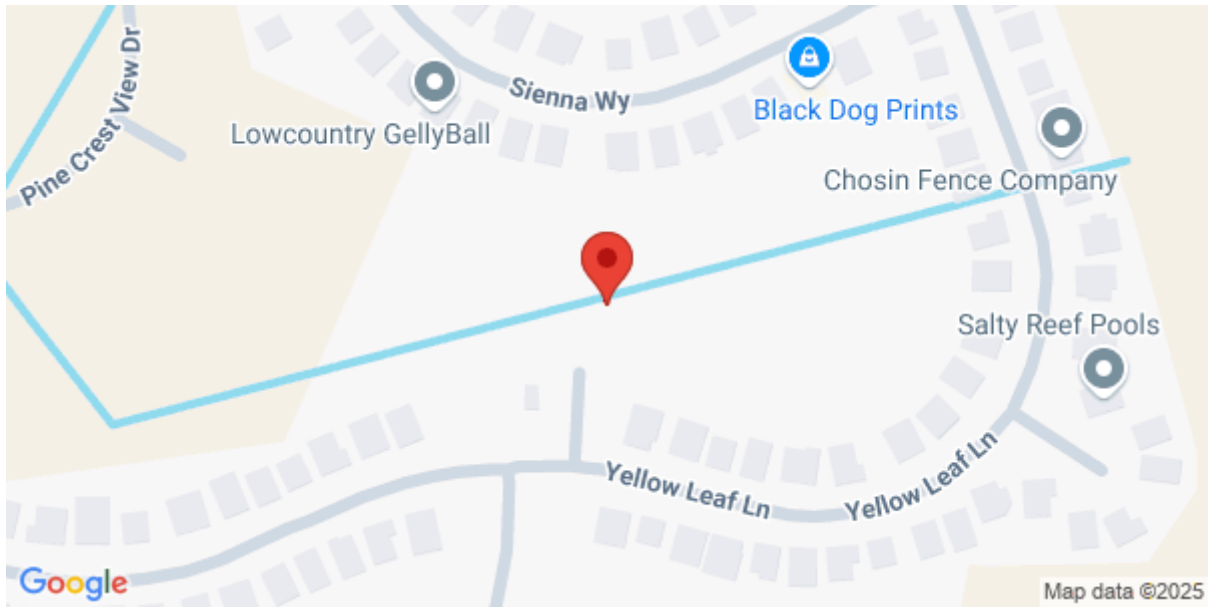 Pine Crest View Dr
Sienna Wy
Black Dog Prints
Lowcountry GellyBall
Chosin Fence Company
Salty Reef Pools
Yellow Leaf Ln
Yellow Leaf Ln
Google
Map data ©2025